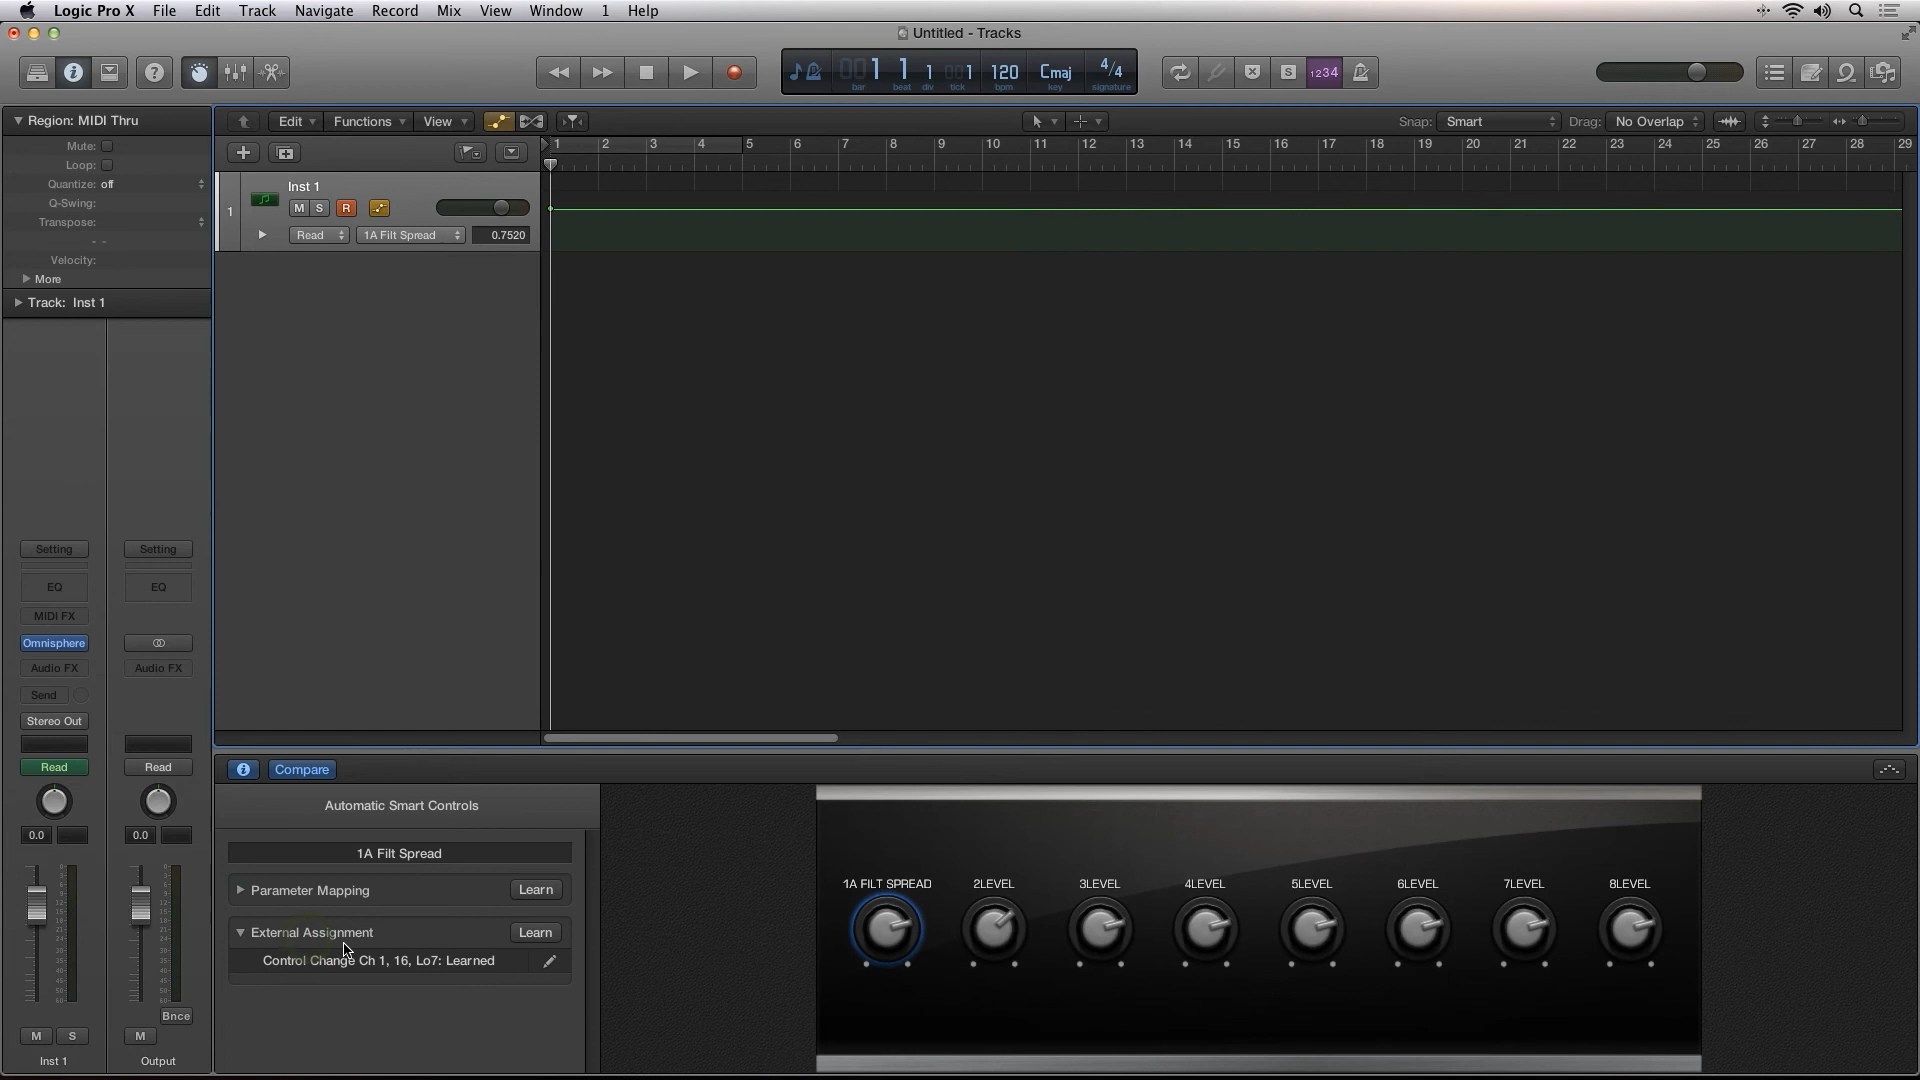 Logic Pro X File Edit Track Navigate Record Mix View Window 1 Help
Untitled - Tracks
1 1 1 1 120 Cmaj 4/4
bar beat div tick bpm key signature
S 1234
Region: MIDI Thru
Edit Functions View
Snap: Smart Drag: No Overlap
Mute:
Loop:
Quantize: off
Q-Swing:
Transpose:
Velocity:
More
Track: Inst 1
1 2 3 4 5 6 7 8 9 10 11 12 13 14 15 16 17 18 19 20 21 22 23 24 25 26 27 28 29
1
Inst 1
M S R
Read 1A Filt Spread 0.7520
Setting Setting
EQ EQ
MIDI FX
Omnisphere
Audio FX Audio FX
Send
Stereo Out
Read Read
0.0 0.0
Bnce
M S M
Inst 1 Output
Compare
Automatic Smart Controls
1A Filt Spread
Parameter Mapping Learn
External Assignment Learn
Control Change Ch 1, 16, Lo7: Learned
1A FILT SPREAD 2LEVEL 3LEVEL 4LEVEL 5LEVEL 6LEVEL 7LEVEL 8LEVEL